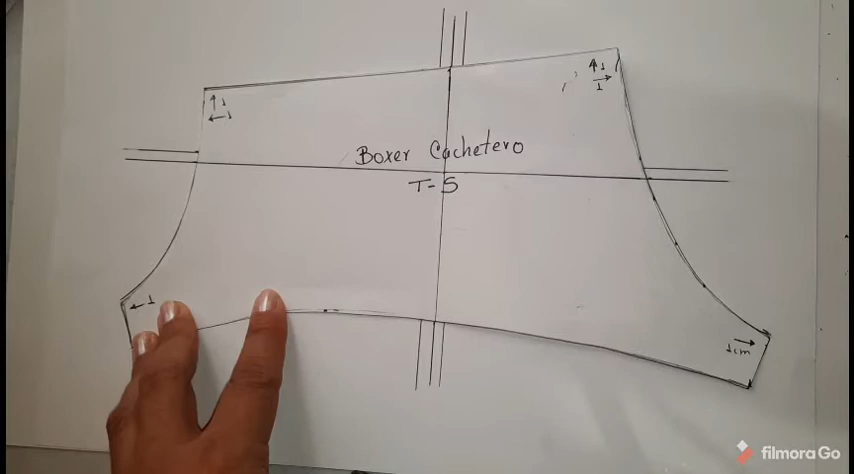 ↑1
←1
↑1
→
1
Boxer Cachetero
T-S
←1
→
1cm
filmoraGo